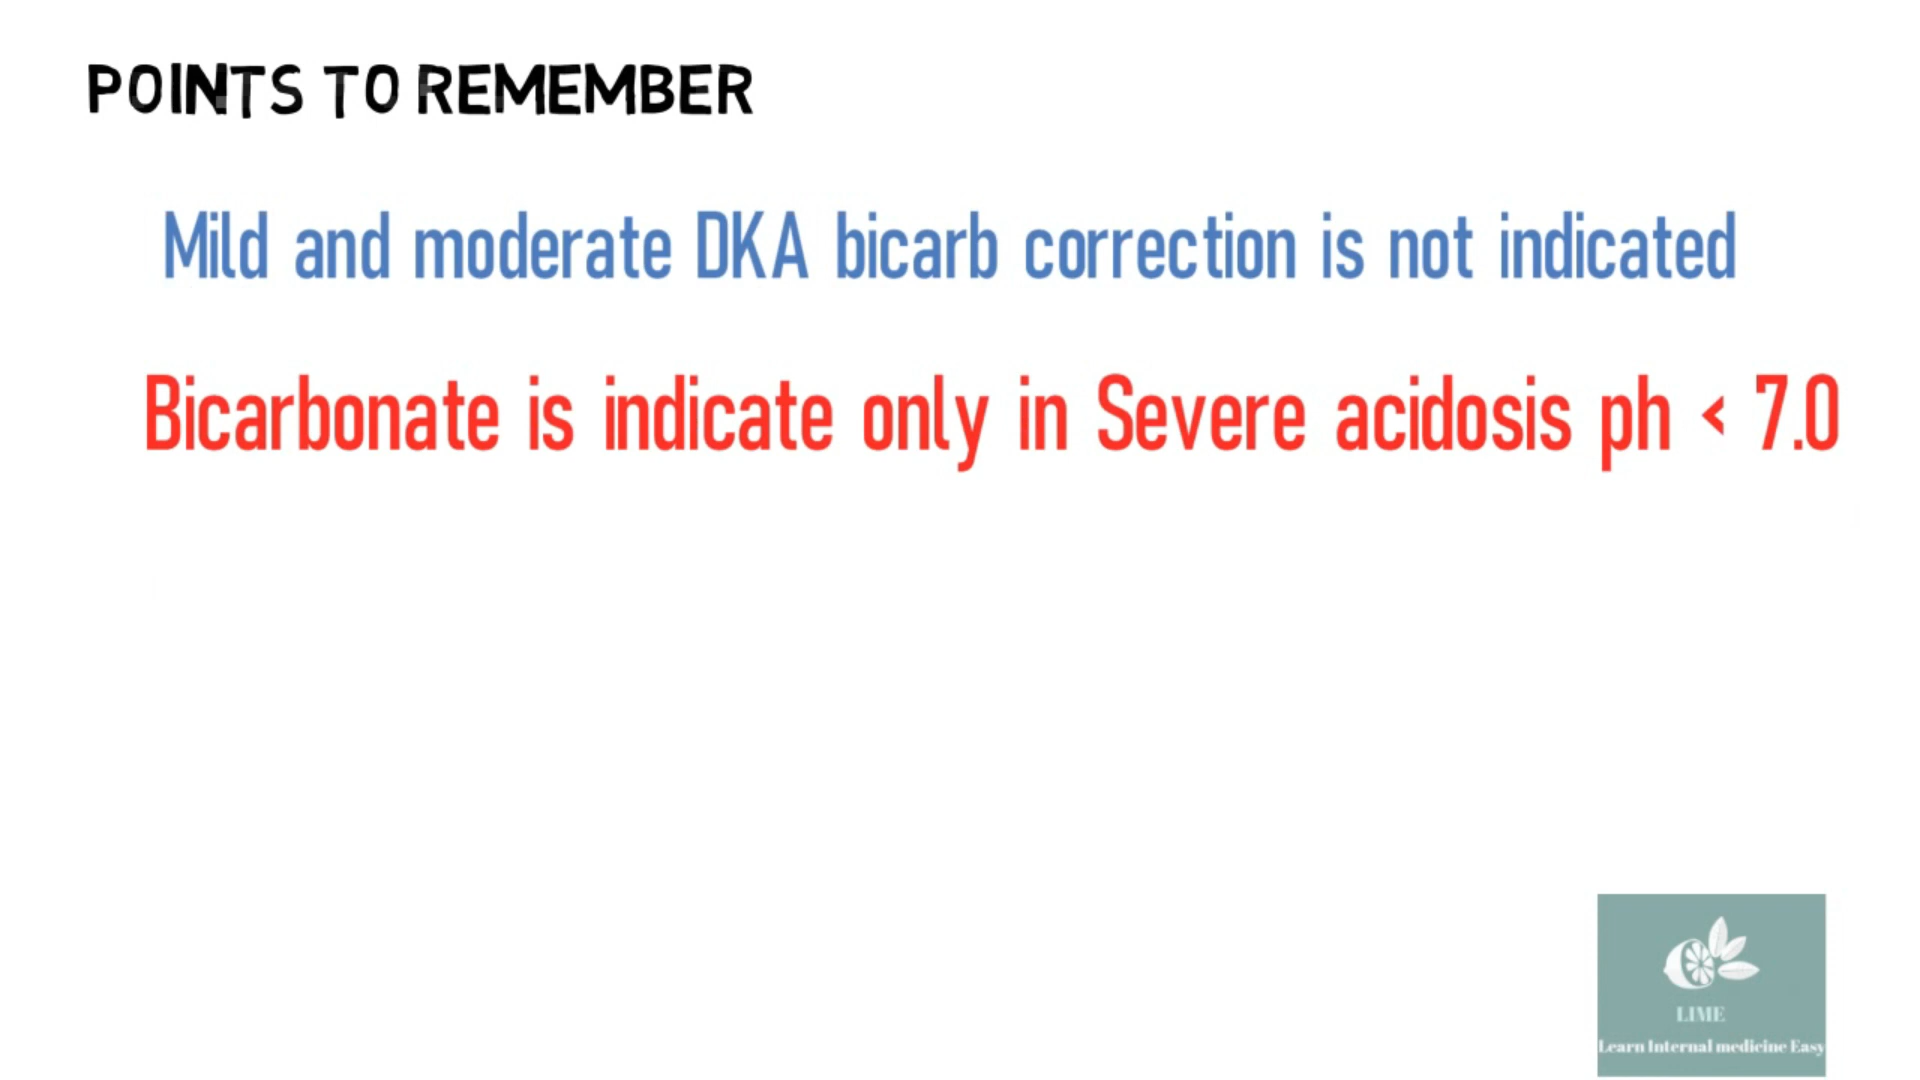 POINTS TO REMEMBER
Mild and moderate DKA bicarb correction is not indicated
Bicarbonate is indicate only in Severe acidosis ph < 7.0
LIME
Learn Internal medicine Easy